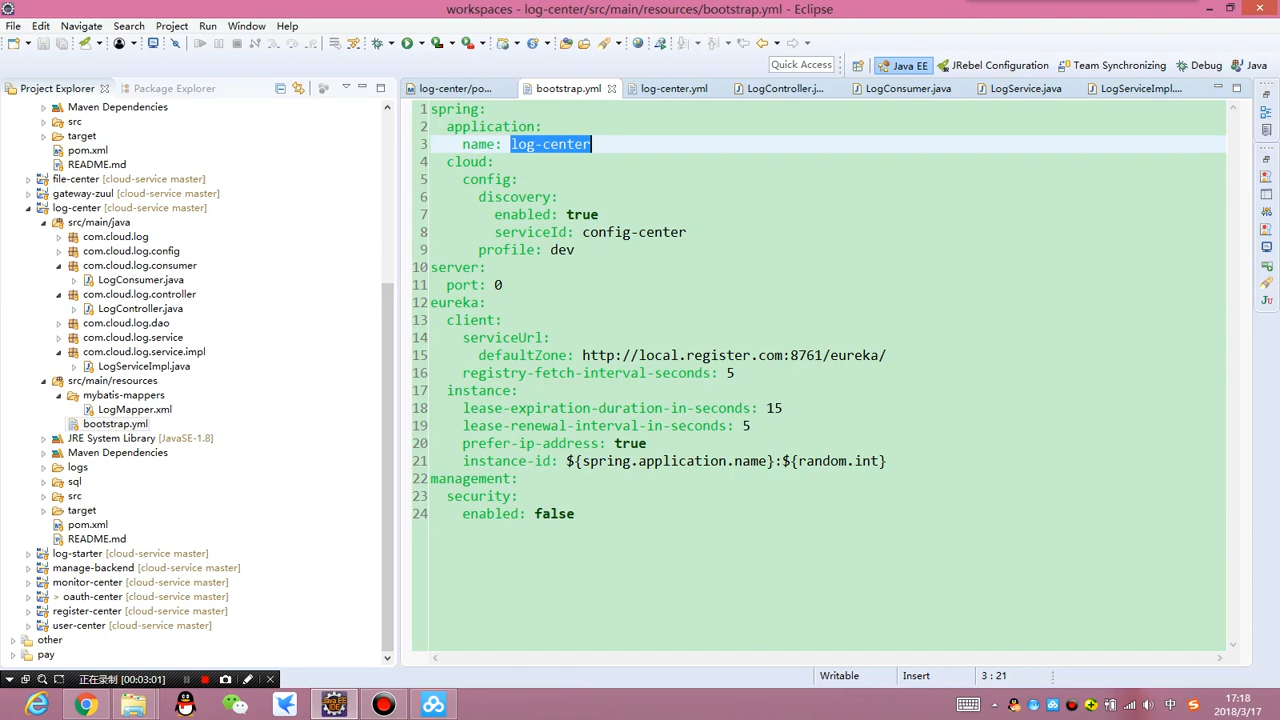 workspaces - log-center/src/main/resources/bootstrap.yml - Eclipse
File Edit Navigate Search Project Run Window Help
Quick Access
Java EE
JRebel Configuration
Team Synchronizing
Debug
Java
Project Explorer
Package Explorer
log-center/po...
bootstrap.yml
log-center.yml
LogController.j...
LogConsumer.java
LogService.java
LogServiceImpl....
Maven Dependencies
src
target
pom.xml
README.md
file-center [cloud-service master]
gateway-zuul [cloud-service master]
log-center [cloud-service master]
src/main/java
com.cloud.log
com.cloud.log.config
com.cloud.log.consumer
LogConsumer.java
com.cloud.log.controller
LogController.java
com.cloud.log.dao
com.cloud.log.service
com.cloud.log.service.impl
LogServiceImpl.java
src/main/resources
mybatis-mappers
LogMapper.xml
bootstrap.yml
JRE System Library [JavaSE-1.8]
Maven Dependencies
logs
sql
src
target
pom.xml
README.md
log-starter [cloud-service master]
manage-backend [cloud-service master]
monitor-center [cloud-service master]
> oauth-center [cloud-service master]
register-center [cloud-service master]
user-center [cloud-service master]
other
pay
1 spring:
2 application:
3 name: log-center
4 cloud:
5 config:
6 discovery:
7 enabled: true
8 serviceId: config-center
9 profile: dev
10 server:
11 port: 0
12 eureka:
13 client:
14 serviceUrl:
15 defaultZone: http://local.register.com:8761/eureka/
16 registry-fetch-interval-seconds: 5
17 instance:
18 lease-expiration-duration-in-seconds: 15
19 lease-renewal-interval-in-seconds: 5
20 prefer-ip-address: true
21 instance-id: ${spring.application.name}:${random.int}
22 management:
23 security:
24 enabled: false
Writable
Insert
3 : 21
正在录制 [00:03:01]
中
17:18
2018/3/17